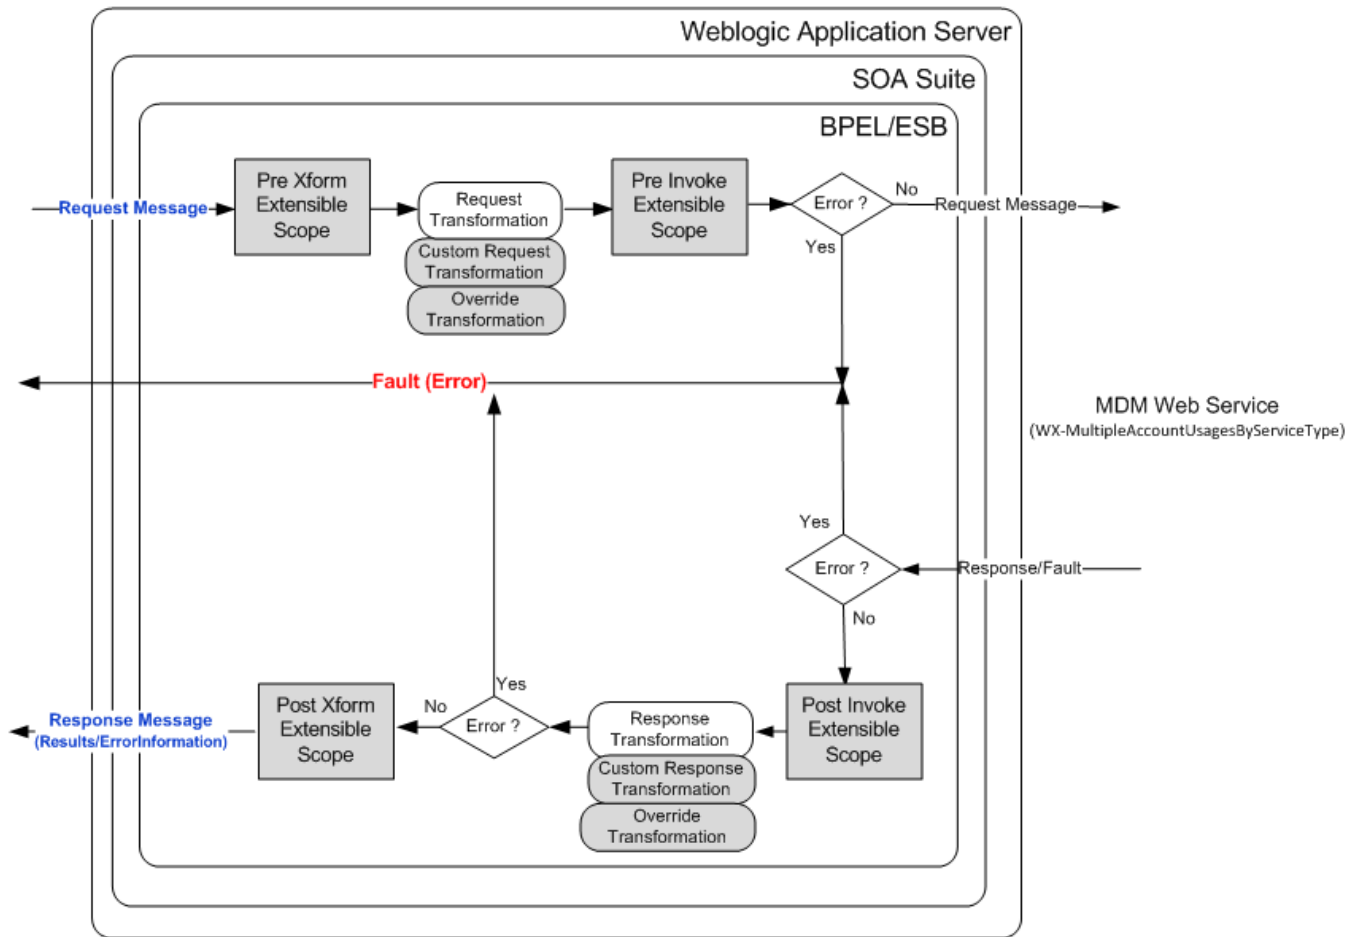 Weblogic Application Server
SOA Suite
BPEL/ESB
Request Message
Pre Xform
Extensible
Scope
Request
Transformation
Custom Request
Transformation
Override
Transformation
Pre Invoke
Extensible
Scope
Error ?
No
Request Message
Yes
Fault (Error)
MDM Web Service
(WX-MultipleAccountUsagesByServiceType)
Yes
Error ?
Response/Fault
No
Post Invoke
Extensible
Scope
Response
Transformation
Custom Response
Transformation
Override
Transformation
Yes
Error ?
No
Post Xform
Extensible
Scope
Response Message
(Results/ErrorInformation)